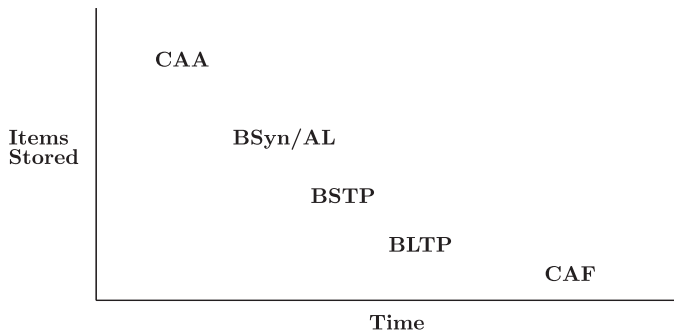 CAA
Items
Stored
BSyn/AL
BSTP
BLTP
CAF
Time